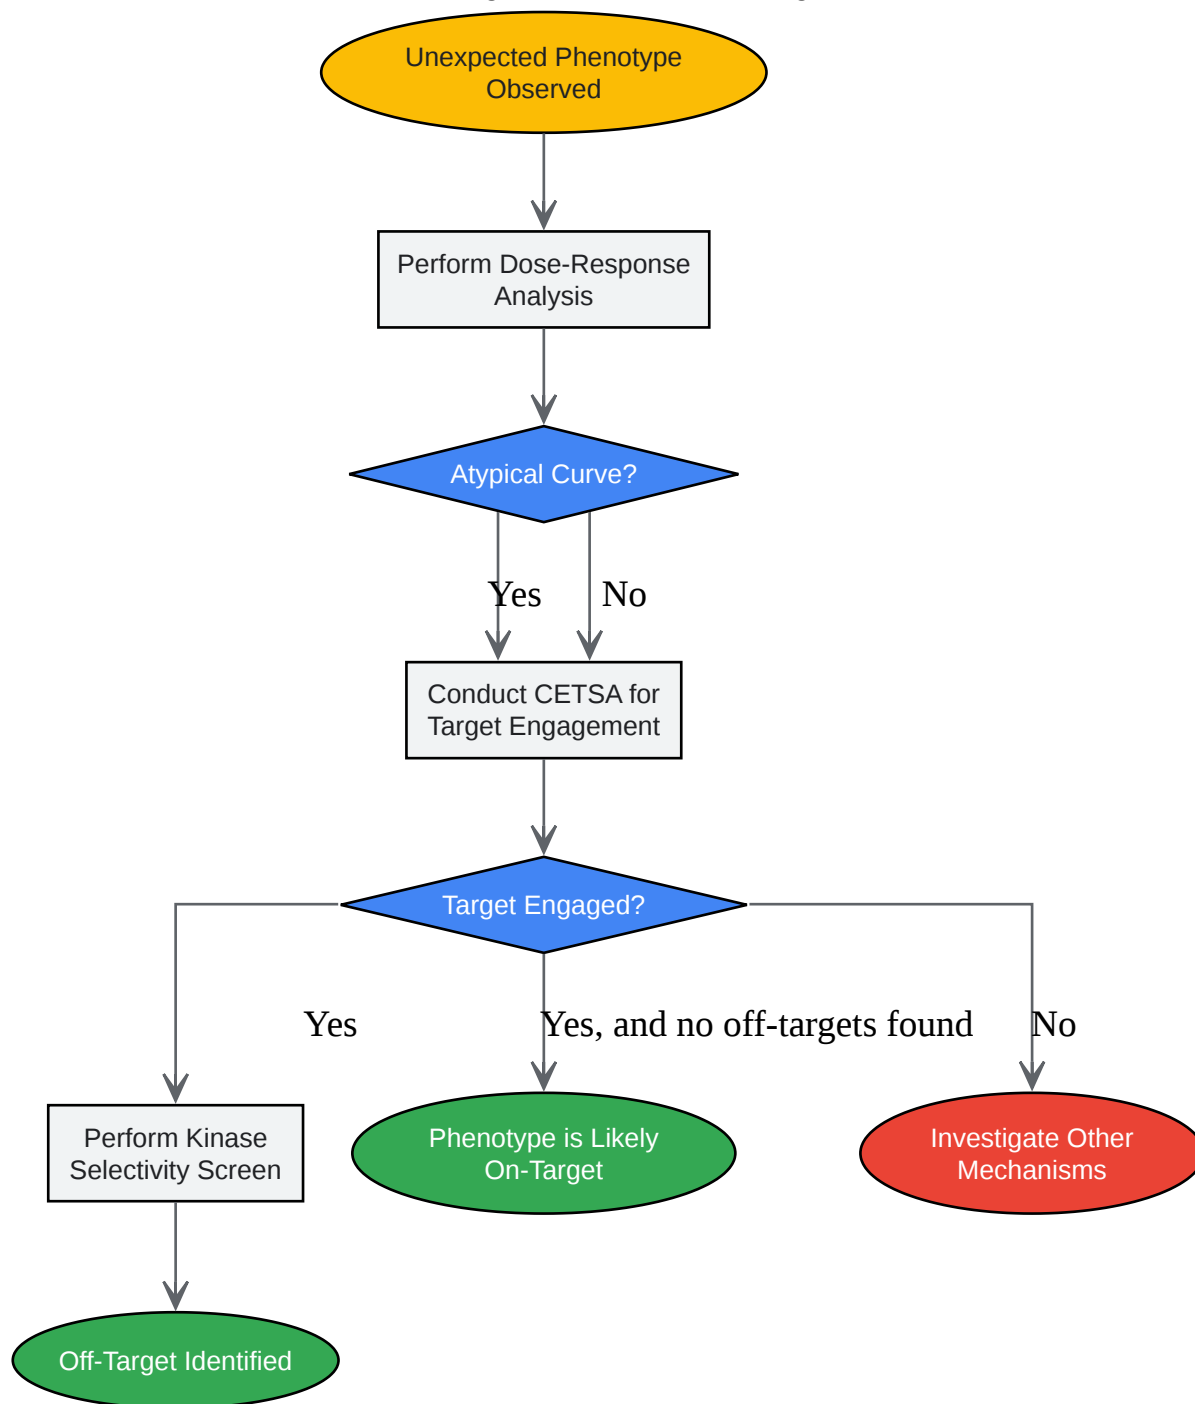 Unexpected Phenotype
Observed
Perform Dose-Response
Analysis
Atypical Curve?
Yes
No
Conduct CETSA for
Target Engagement
Target Engaged?
Yes
Yes, and no off-targets found
No
Perform Kinase
Selectivity Screen
Phenotype is Likely
On-Target
Investigate Other
Mechanisms
Off-Target Identified